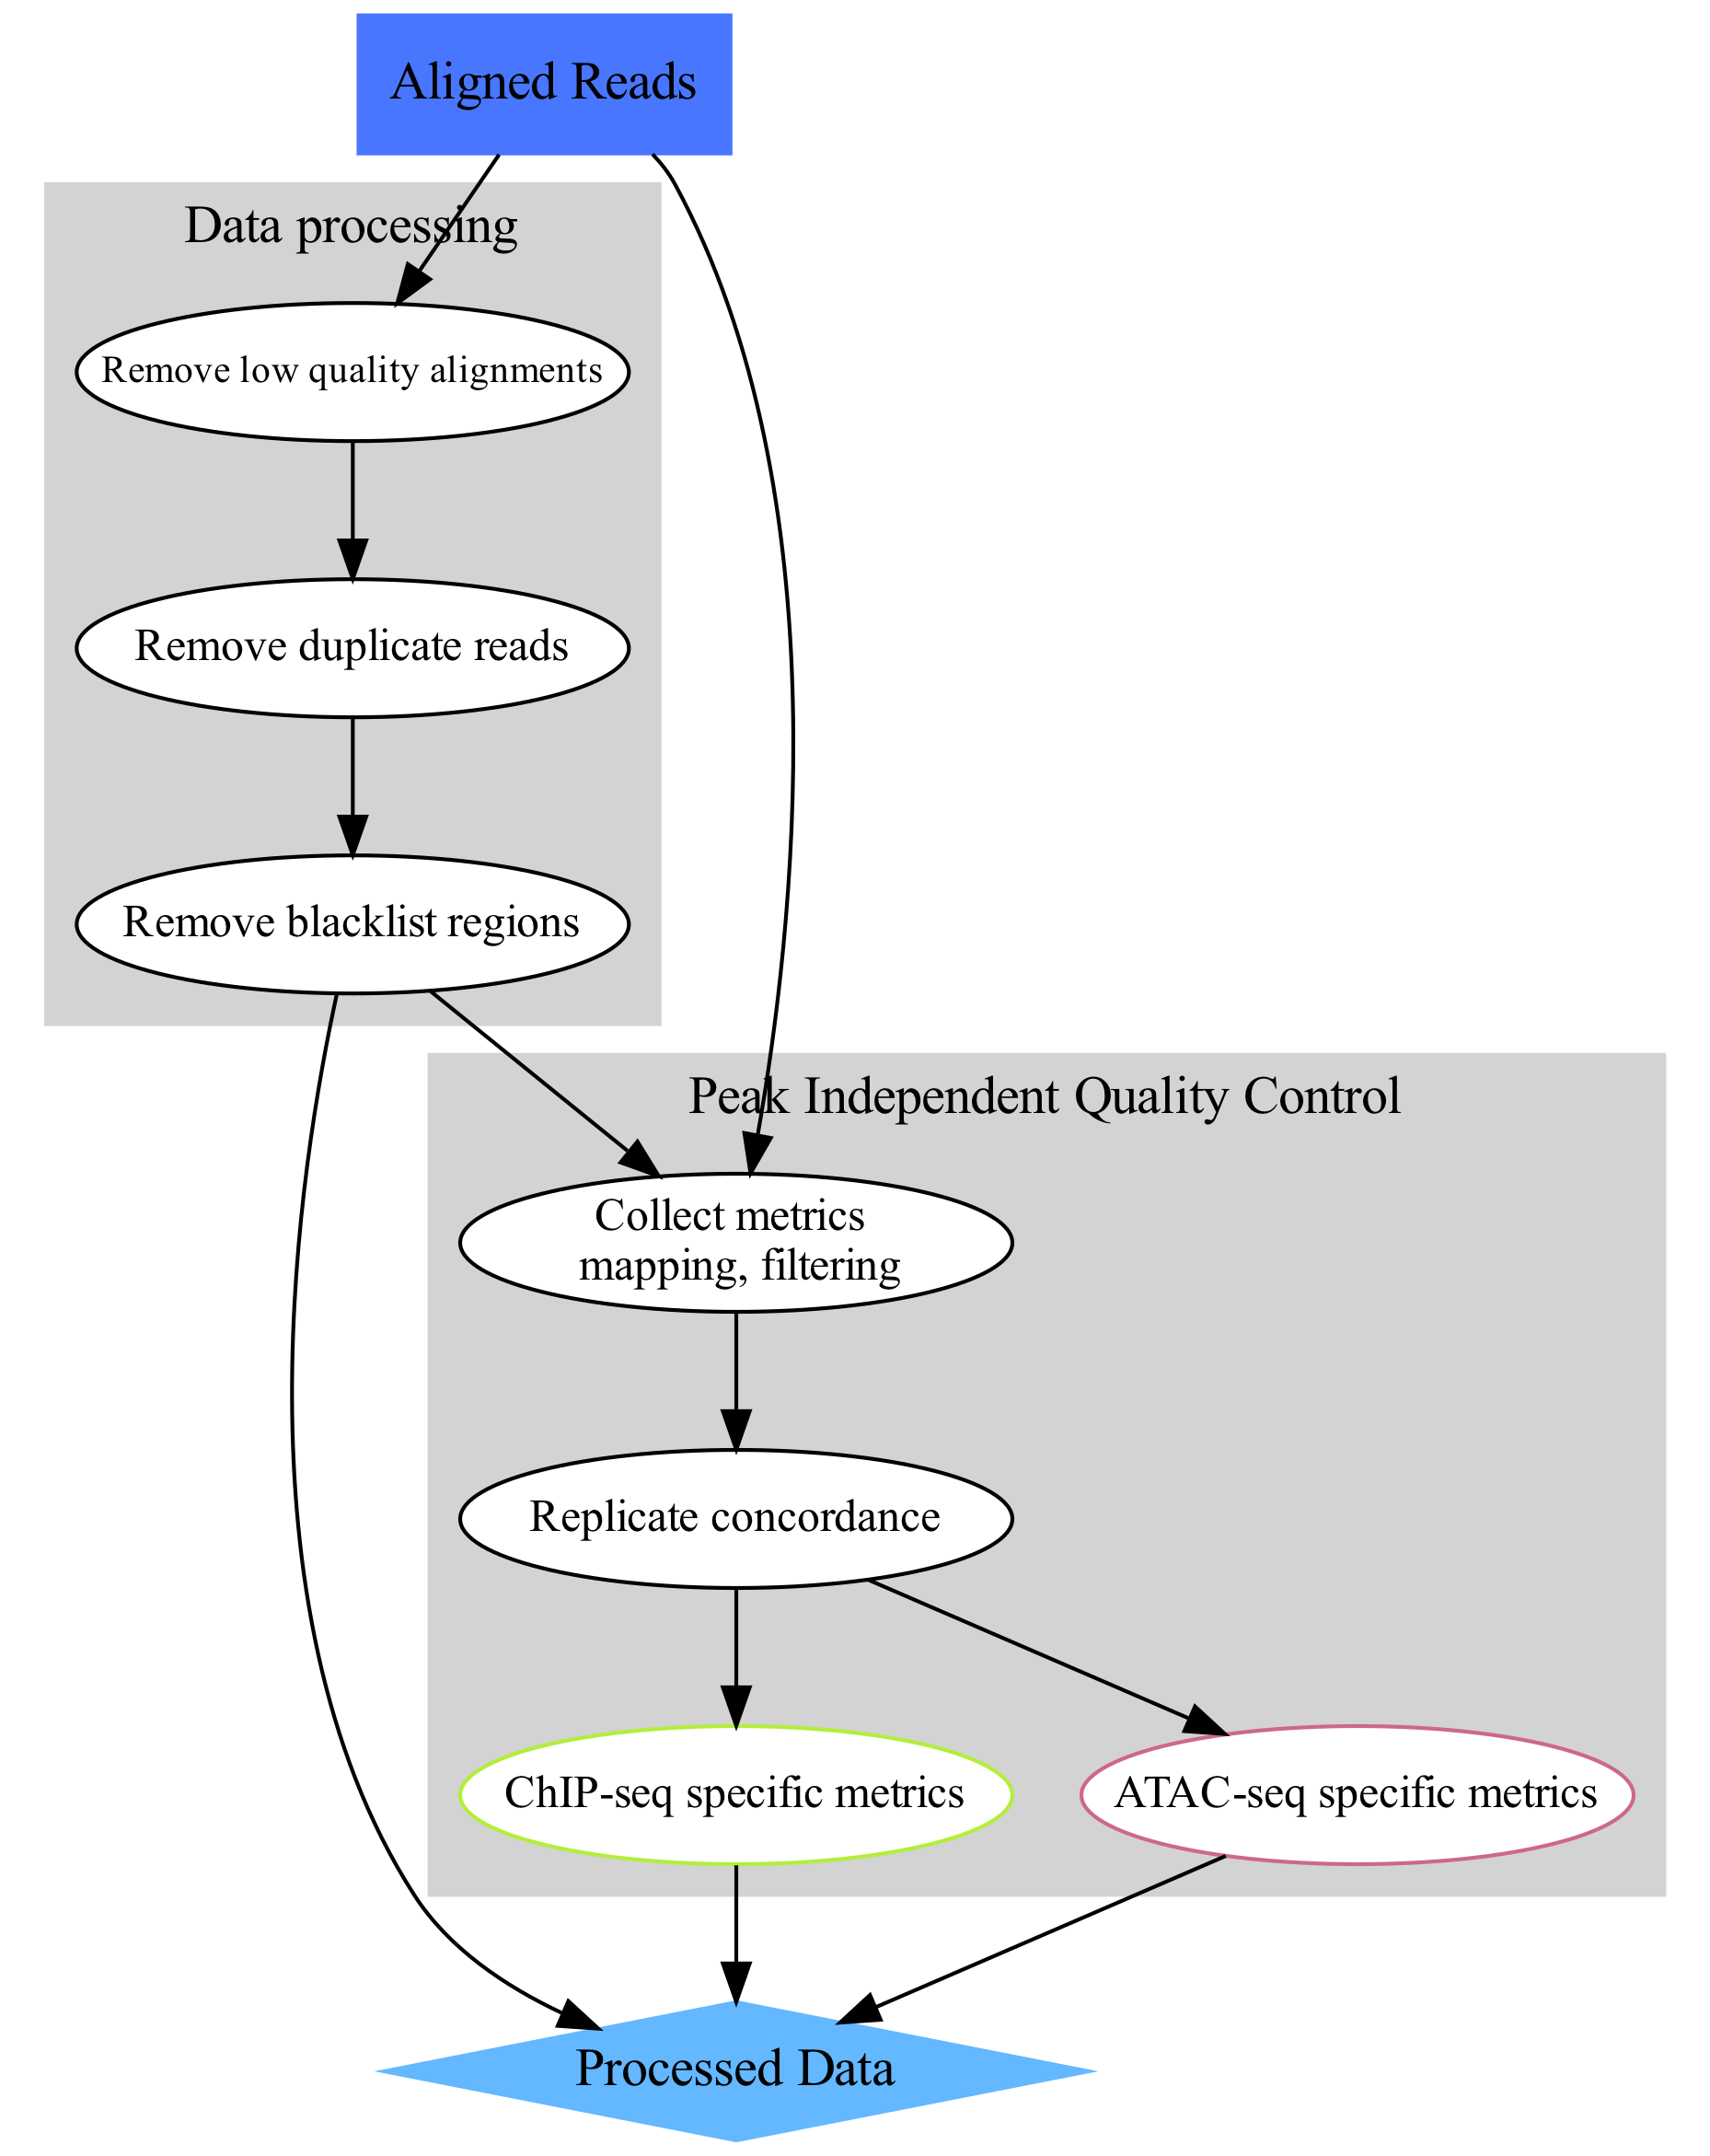 Aligned Reads
Data processing
Remove low quality alignments
Remove duplicate reads
Remove blacklist regions
Peak Independent Quality Control
Collect metrics
mapping, filtering
Replicate concordance
ChIP-seq specific metrics
ATAC-seq specific metrics
Processed Data